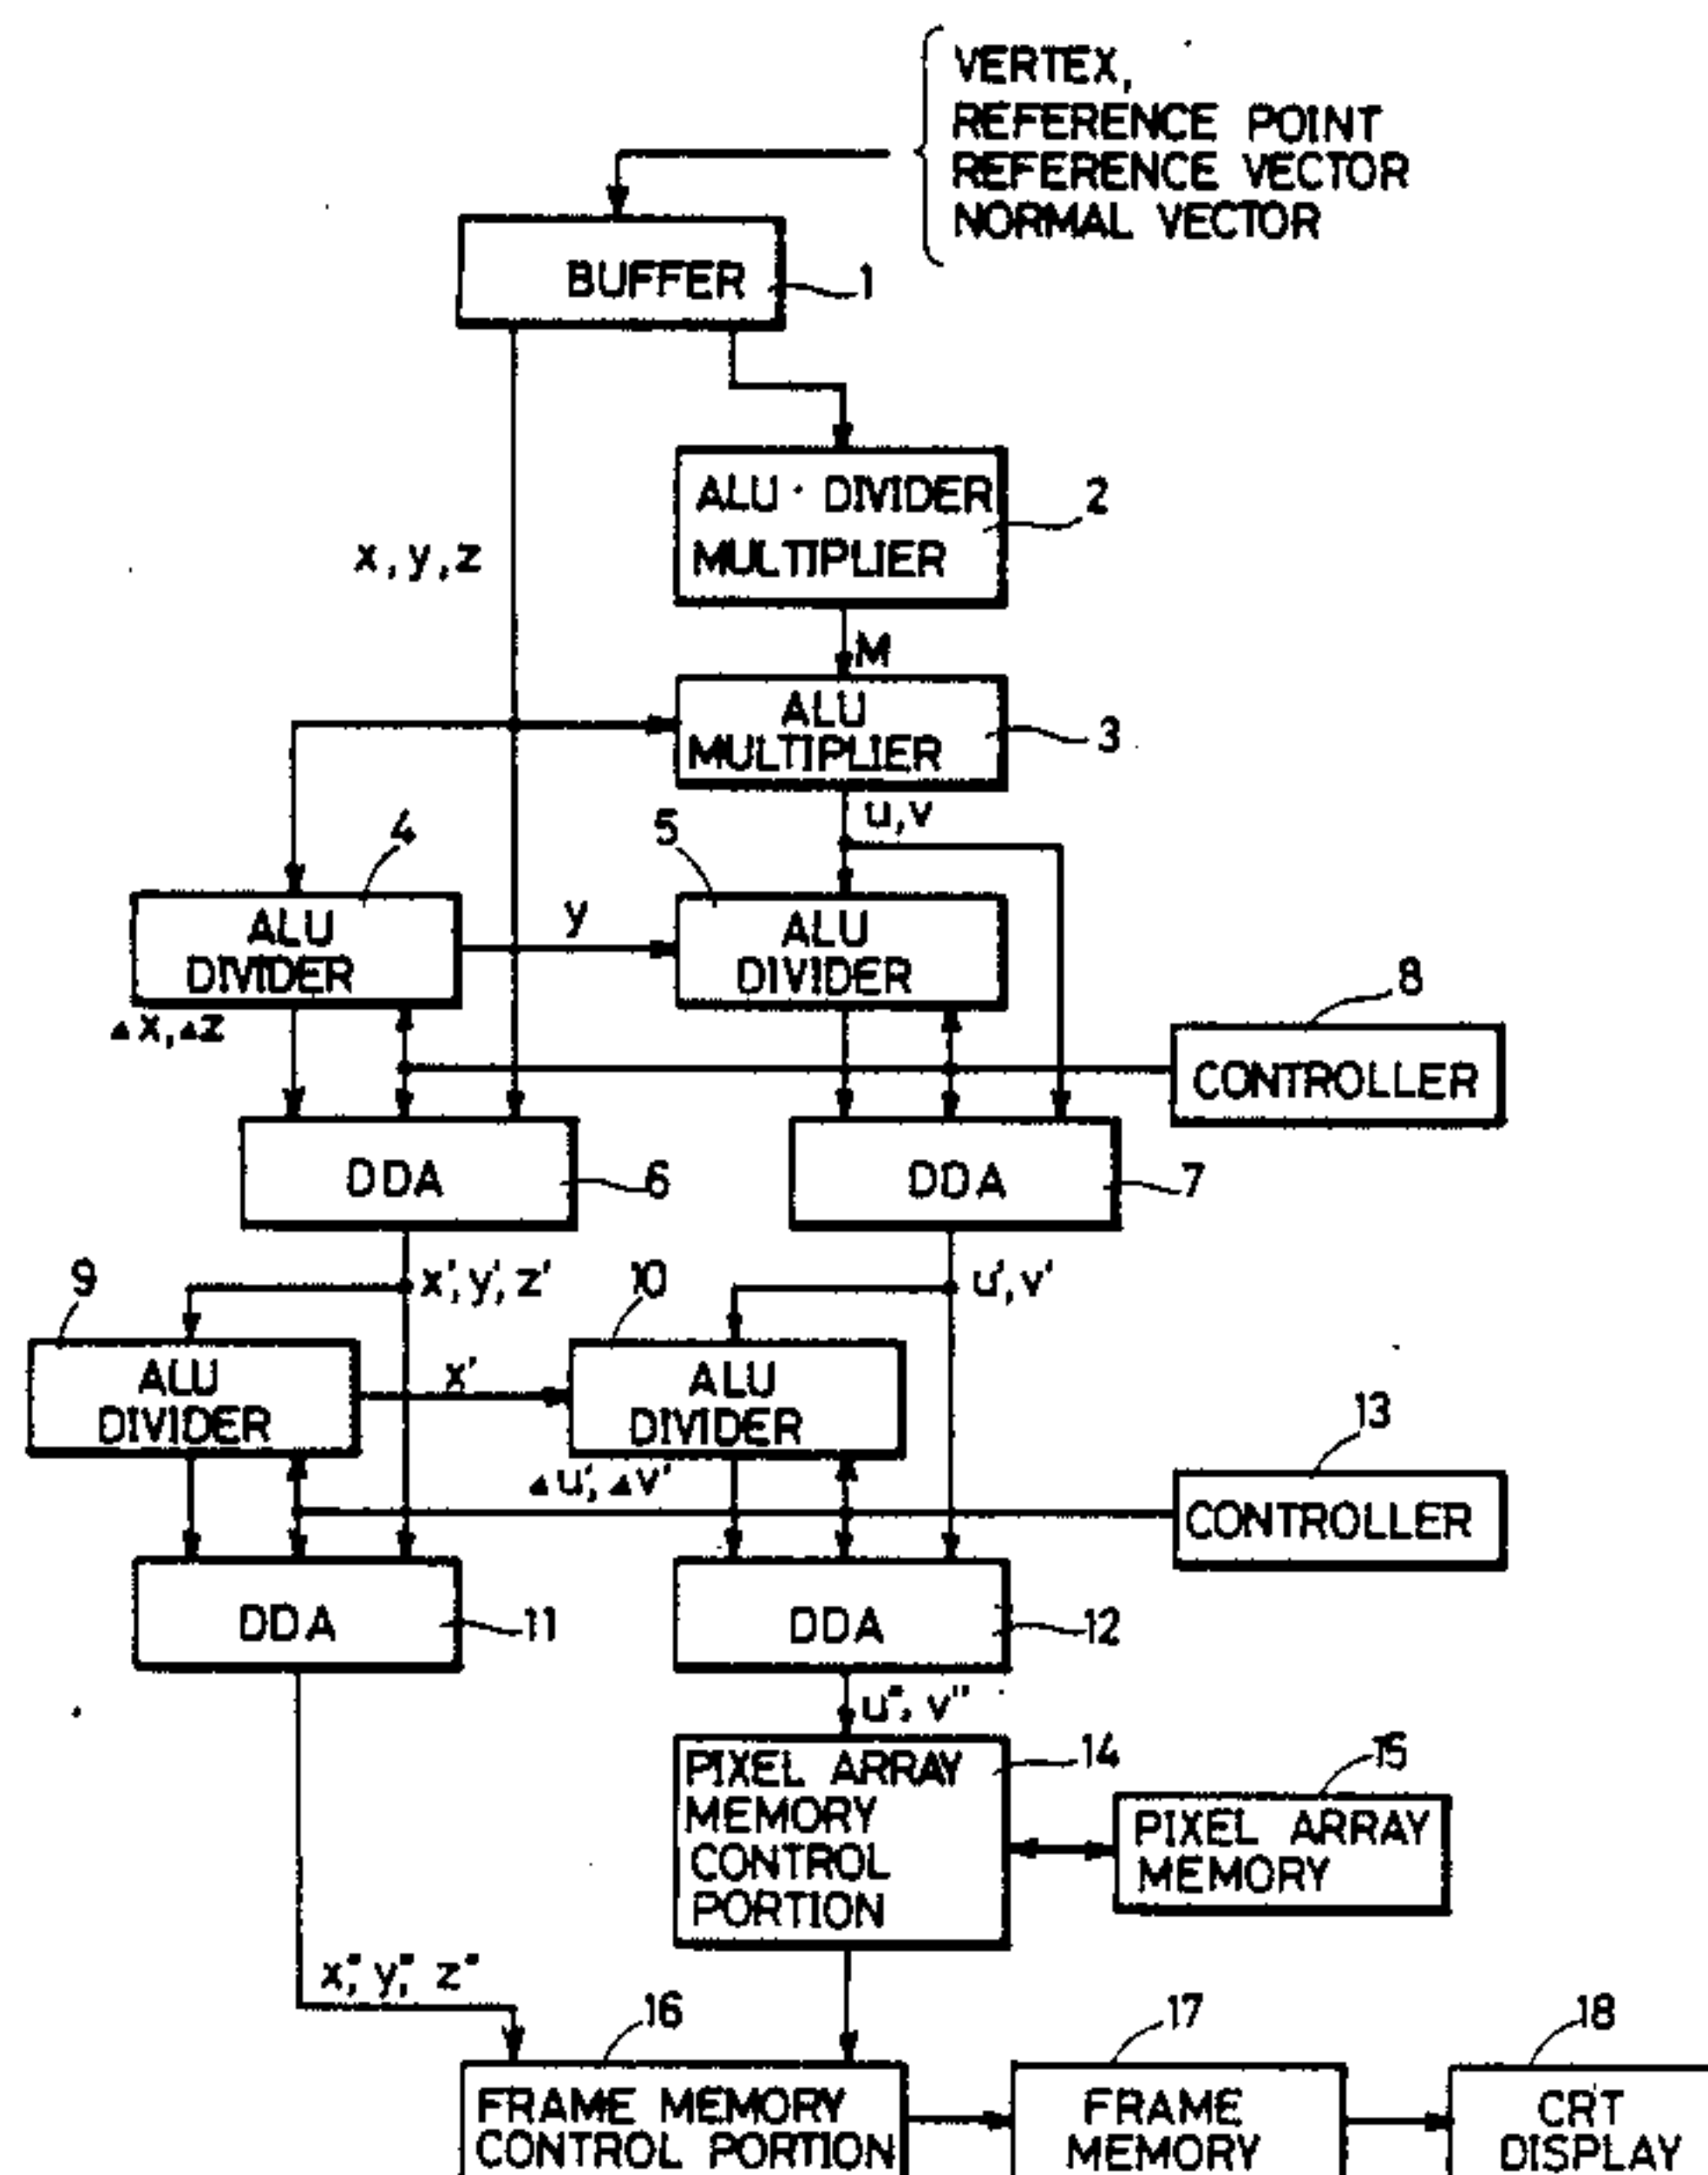 VERTEX,
REFERENCE POINT
REFERENCE VECTOR
NORMAL VECTOR
BUFFER
1
ALU · DIVIDER
MULTIPLIER
2
x, y, z
M
ALU
MULTIPLIER
3
u, v
4
5
ALU
DIVIDER
y
ALU
DIVIDER
8
▲x, ▲z
CONTROLLER
DDA
6
DDA
7
9
x', y', z'
10
u', v'
ALU
DIVIDER
x'
ALU
DIVIDER
13
▲u', ▲v'
CONTROLLER
DDA
11
DDA
12
u", v"
PIXEL ARRAY
MEMORY
CONTROL
PORTION
14
15
PIXEL ARRAY
MEMORY
x", y", z"
16
17
18
FRAME MEMORY
CONTROL PORTION
FRAME
MEMORY
CRT
DISPLAY